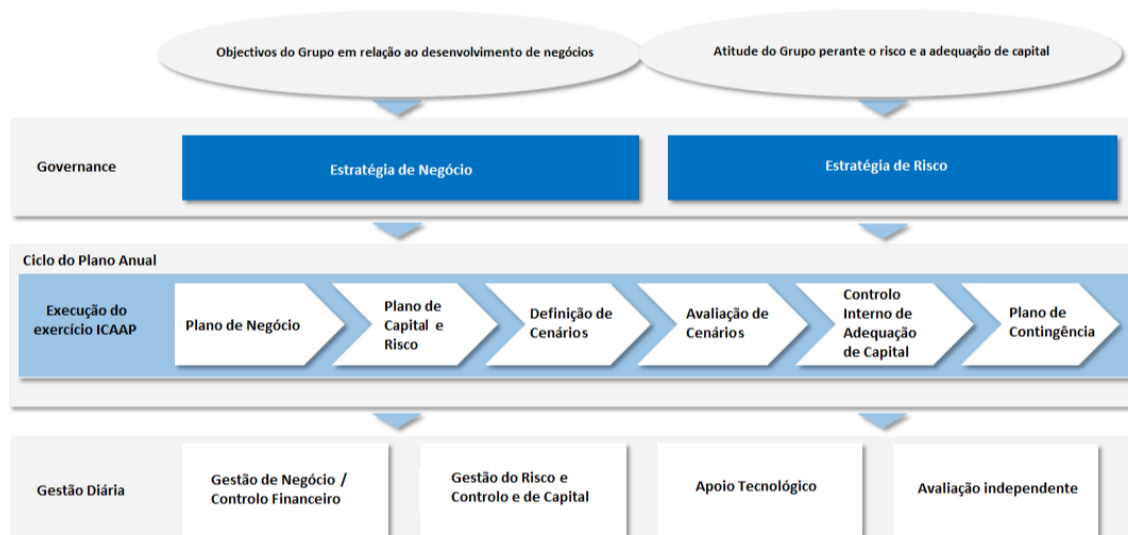 Objectivos do Grupo em relação ao desenvolvimento de negócios
Atitude do Grupo perante o risco e a adequação de capital
Governance
Estratégia de Negócio
Estratégia de Risco
Ciclo do Plano Anual
Execução do
exercício ICAAP
Plano de Negócio
Plano de
Capital e
Risco
Definição de
Cenários
Avaliação de
Cenários
Controlo
Interno de
Adequação
de Capital
Plano de
Contingência
Gestão Diária
Gestão de Negócio /
Controlo Financeiro
Gestão do Risco e
Controlo e de Capital
Apoio Tecnológico
Avaliação independente